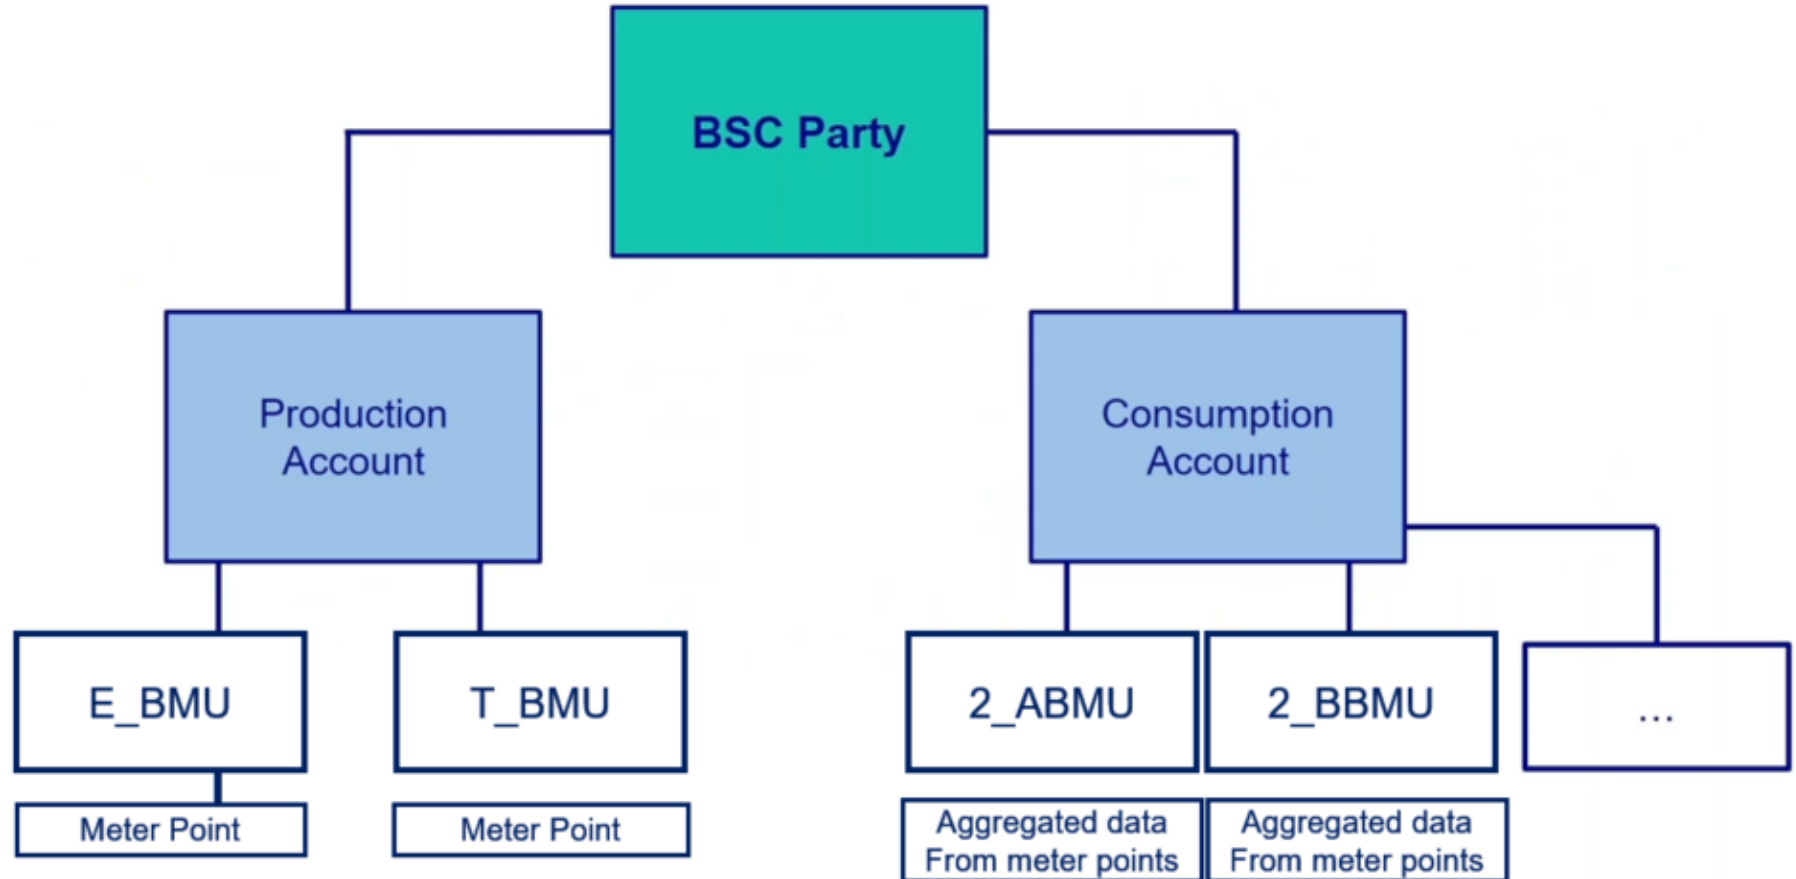 BSC Party
Production
Account
Consumption
Account
E_BMU
T_BMU
2_ABMU
2_BBMU
...
Meter Point
Meter Point
Aggregated data
From meter points
Aggregated data
From meter points